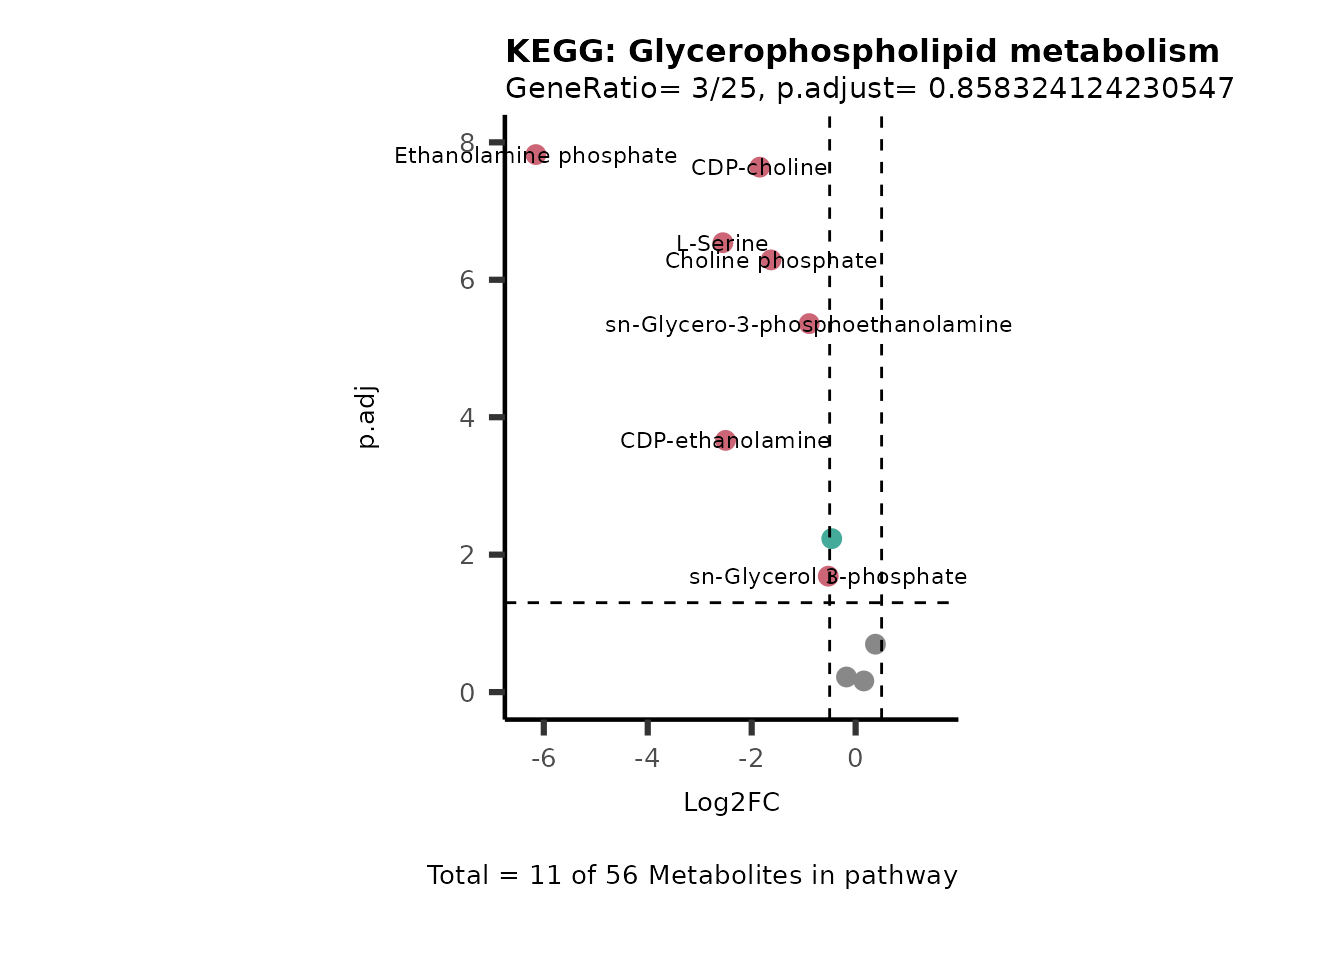 KEGG: Glycerophospholipid metabolism
GeneRatio= 3/25, p.adjust= 0.858324124230547
8
Ethanolamine phosphate
CDP-choline
L-Serine
Choline phosphate
6
sn-Glycero-3-phosphoethanolamine
p.adj
4
CDP-ethanolamine
2
sn-Glycerol 3-phosphate
0
-6 -4 -2 0
Log2FC
Total = 11 of 56 Metabolites in pathway